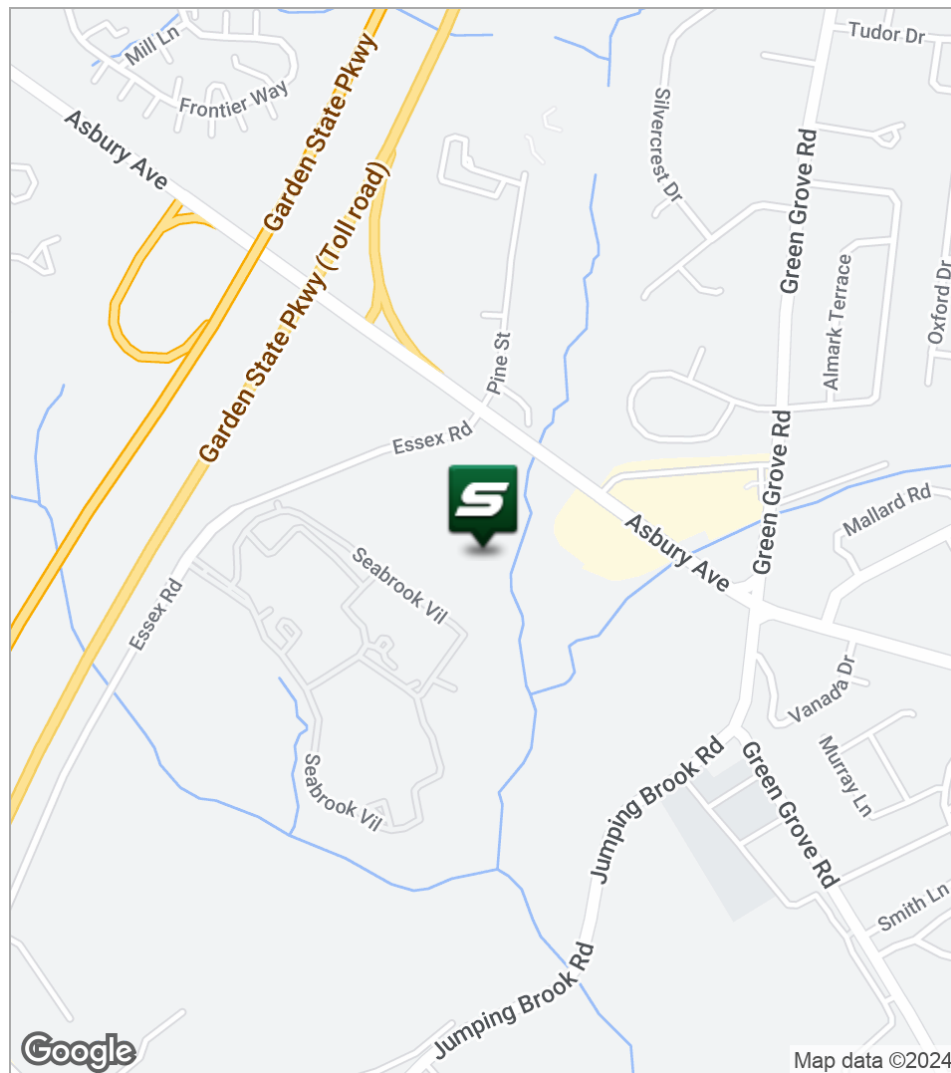 Mill Ln
Frontier Way
Asbury Ave
Garden State Pkwy
Garden State Pkwy (Toll road)
Tudor Dr
Silvercrest Dr
Green Grove Rd
Almark Terrace
Oxford Dr
Pine St
Essex Rd
S
Green Grove Rd
Asbury Ave
Mallard Rd
Seabrook Vil
Essex Rd
Vanada Dr
Murray Ln
Seabrook Vil
Jumping Brook Rd
Green Grove Rd
Smith Ln
Jumping Brook Rd
Google
Map data ©2024